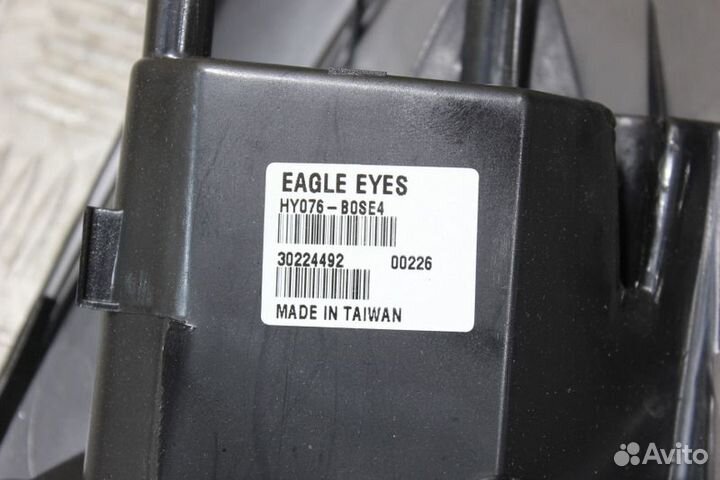 EAGLE EYES
HY076-B0SE4
30224492 00226
MADE IN TAIWAN
Avito